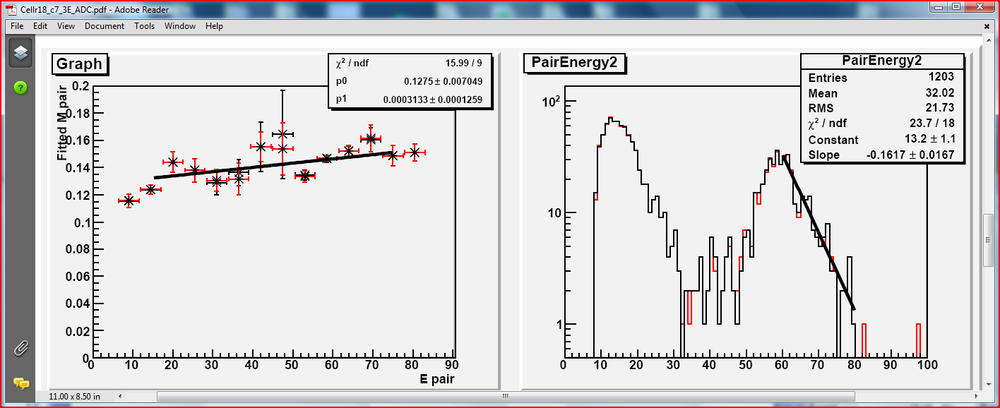 Cellr18_c7_3E_ADC.pdf - Adobe Reader
File Edit View Document Tools Window Help
Graph
χ² / ndf 15.99 / 9
p0 0.1275 ± 0.007049
p1 0.0003133 ± 0.0001259
Fitted M pair
0.2
0.18
0.16
0.14
0.12
0.1
0.08
0.06
0.04
0.02
0
0 10 20 30 40 50 60 70 80 90
E pair
PairEnergy2
PairEnergy2
Entries 1203
Mean 32.02
RMS 21.73
χ² / ndf 23.7 / 18
Constant 13.2 ± 1.1
Slope -0.1617 ± 0.0167
10²
10
1
0 10 20 30 40 50 60 70 80 90 100
11.00 x 8.50 in